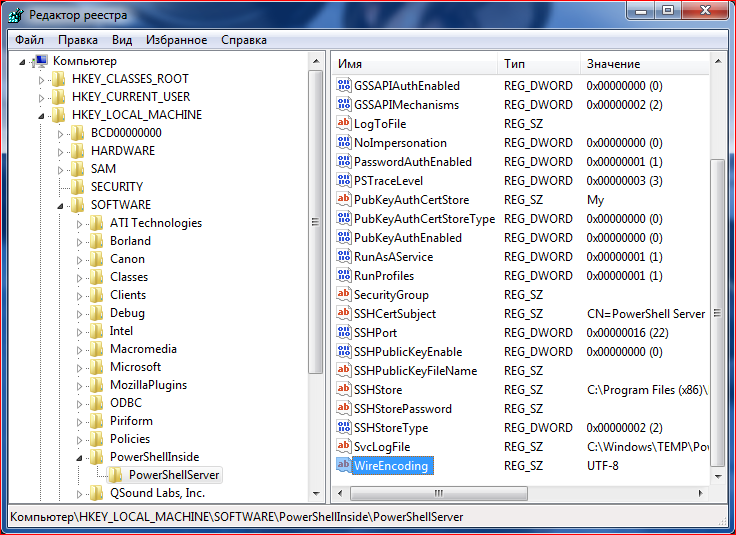 Редактор реестра
Файл Правка Вид Избранное Справка
Компьютер
HKEY_CLASSES_ROOT
HKEY_CURRENT_USER
HKEY_LOCAL_MACHINE
BCD00000000
HARDWARE
SAM
SECURITY
SOFTWARE
ATI Technologies
Borland
Canon
Classes
Clients
Debug
Intel
Macromedia
Microsoft
MozillaPlugins
ODBC
Piriform
Policies
PowerShellInside
PowerShellServer
QSound Labs, Inc.
Имя Тип Значение
GSSAPIAuthEnabled REG_DWORD 0x00000000 (0)
GSSAPIMechanisms REG_DWORD 0x00000002 (2)
LogToFile REG_SZ
NoImpersonation REG_DWORD 0x00000000 (0)
PasswordAuthEnabled REG_DWORD 0x00000001 (1)
PSTraceLevel REG_DWORD 0x00000003 (3)
PubKeyAuthCertStore REG_SZ My
PubKeyAuthCertStoreType REG_DWORD 0x00000000 (0)
PubKeyAuthEnabled REG_DWORD 0x00000000 (0)
RunAsAService REG_DWORD 0x00000001 (1)
RunProfiles REG_DWORD 0x00000001 (1)
SecurityGroup REG_SZ
SSHCertSubject REG_SZ CN=PowerShell Server
SSHPort REG_DWORD 0x00000016 (22)
SSHPublicKeyEnable REG_DWORD 0x00000000 (0)
SSHPublicKeyFileName REG_SZ
SSHStore REG_SZ C:\Program Files (x86)\
SSHStorePassword REG_SZ
SSHStoreType REG_DWORD 0x00000002 (2)
SvcLogFile REG_SZ C:\Windows\TEMP\Po
WireEncoding REG_SZ UTF-8
Компьютер\HKEY_LOCAL_MACHINE\SOFTWARE\PowerShellInside\PowerShellServer